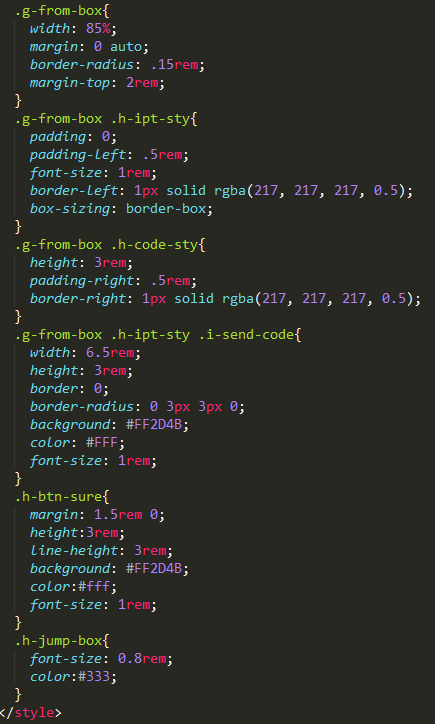 .g-from-box{
width: 85%;
margin: 0 auto;
border-radius: .15rem;
margin-top: 2rem;
}
.g-from-box .h-ipt-sty{
padding: 0;
padding-left: .5rem;
font-size: 1rem;
border-left: 1px solid rgba(217, 217, 217, 0.5);
box-sizing: border-box;
}
.g-from-box .h-code-sty{
height: 3rem;
padding-right: .5rem;
border-right: 1px solid rgba(217, 217, 217, 0.5);
}
.g-from-box .h-ipt-sty .i-send-code{
width: 6.5rem;
height: 3rem;
border: 0;
border-radius: 0 3px 3px 0;
background: #FF2D4B;
color: #FFF;
font-size: 1rem;
}
.h-btn-sure{
margin: 1.5rem 0;
height:3rem;
line-height: 3rem;
background: #FF2D4B;
color:#fff;
font-size: 1rem;
}
.h-jump-box{
font-size: 0.8rem;
color:#333;
}
</style>